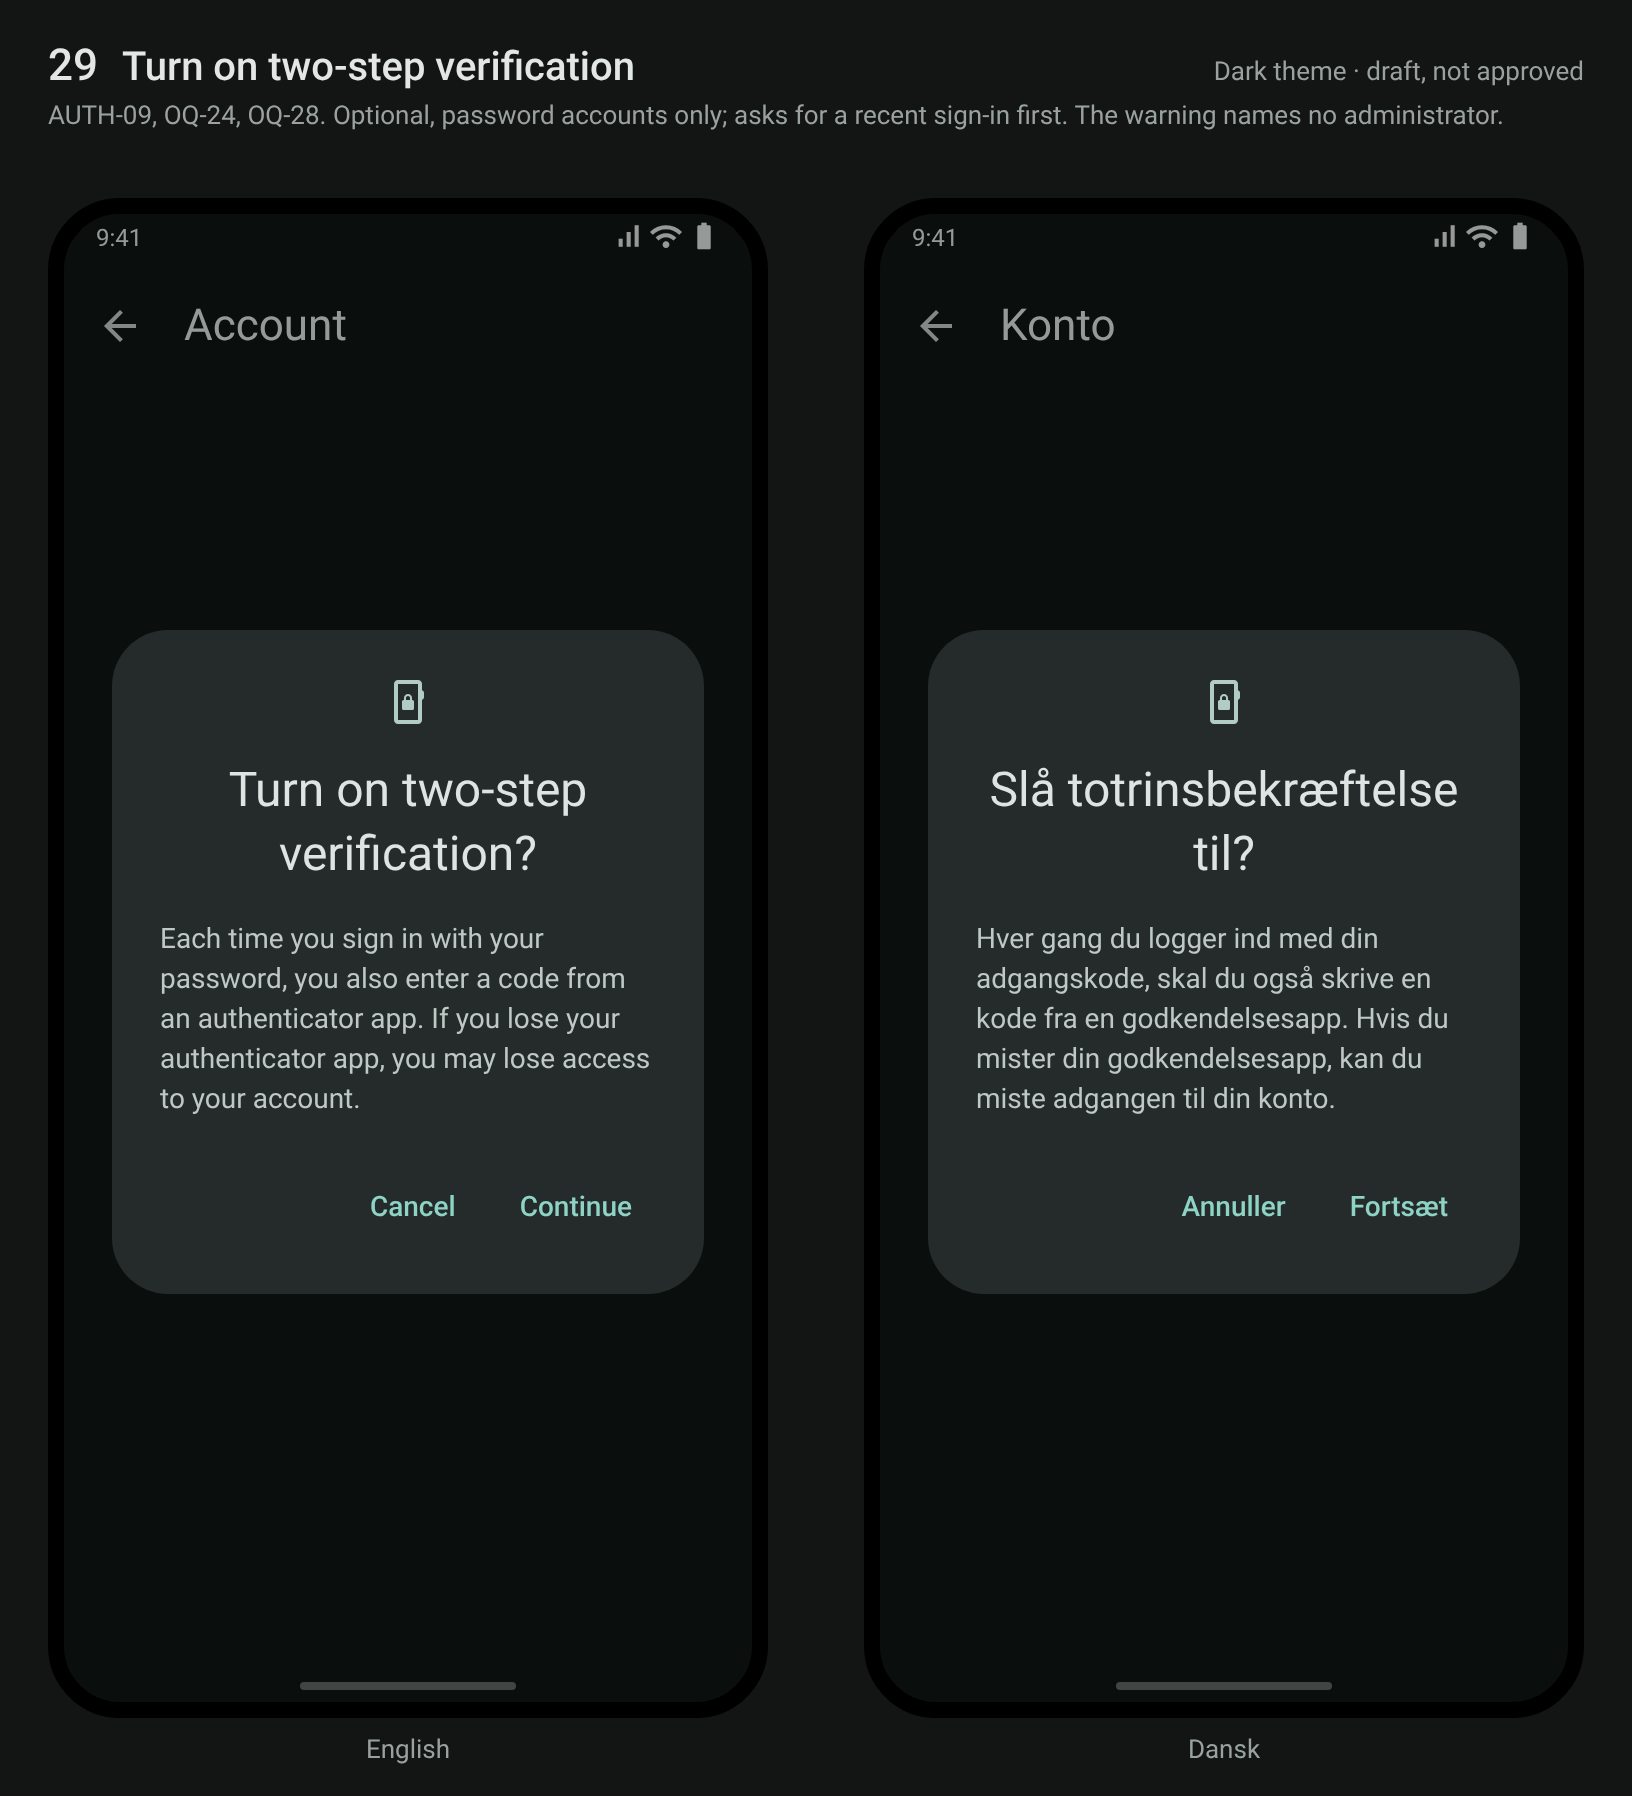 29 Turn on two-step verification
Dark theme · draft, not approved
AUTH-09, OQ-24, OQ-28. Optional, password accounts only; asks for a recent sign-in first. The warning names no administrator.
9:41
Account
Turn on two-step
verification?
Each time you sign in with your
password, you also enter a code from
an authenticator app. If you lose your
authenticator app, you may lose access
to your account.
Cancel Continue
English
9:41
Konto
Slå totrinsbekræftelse
til?
Hver gang du logger ind med din
adgangskode, skal du også skrive en
kode fra en godkendelsesapp. Hvis du
mister din godkendelsesapp, kan du
miste adgangen til din konto.
Annuller Fortsæt
Dansk